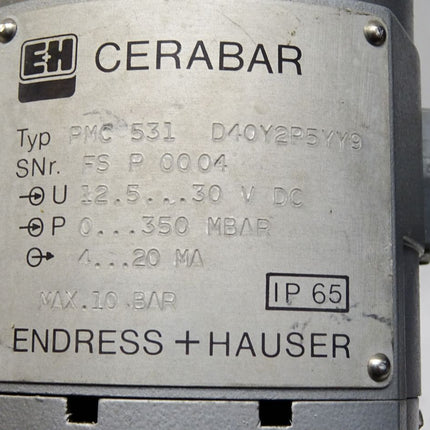 E+H CERABAR
Typ PMC 531 D40Y2P5YY9
SNr. FS P 0004
U 12.5...30 V DC
P 0...350 MBAR
4...20 MA
MAX.10 BAR IP 65
ENDRESS + HAUSER